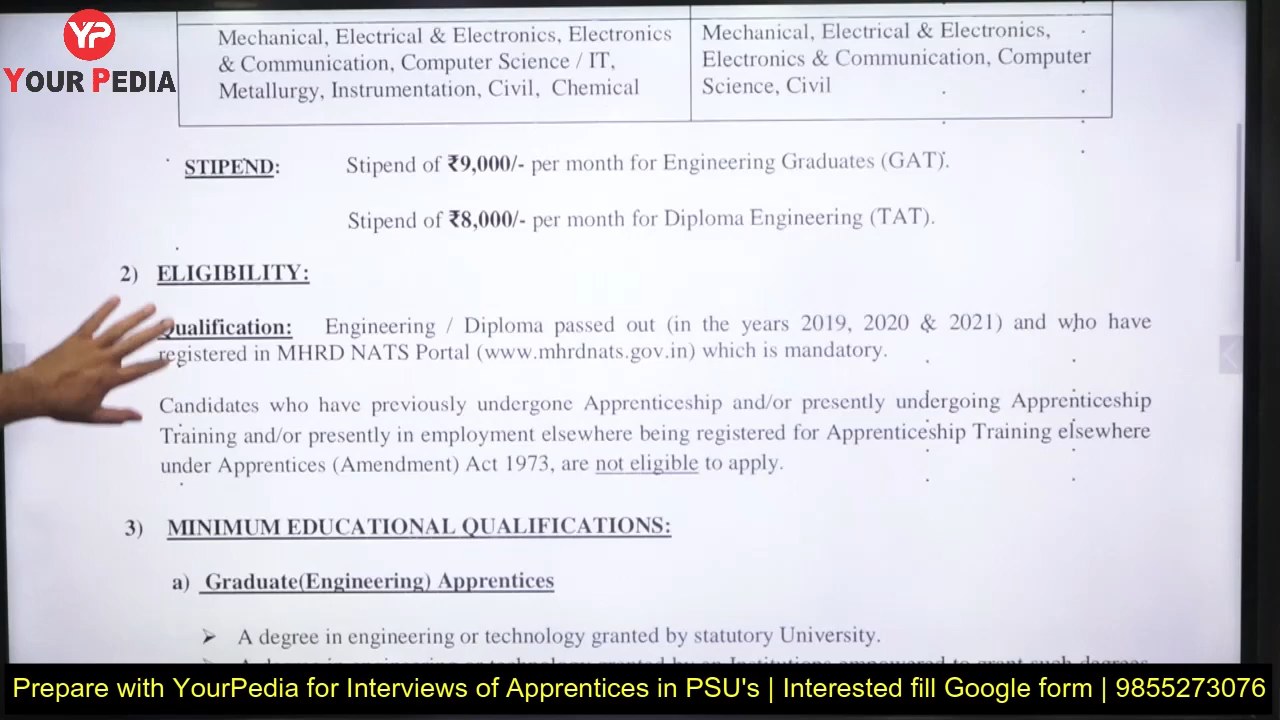 YP
YOUR PEDIA
Mechanical, Electrical & Electronics, Electronics
& Communication, Computer Science / IT,
Metallurgy, Instrumentation, Civil, Chemical
Mechanical, Electrical & Electronics,
Electronics & Communication, Computer
Science, Civil
STIPEND: Stipend of ₹9,000/- per month for Engineering Graduates (GAT).
Stipend of ₹8,000/- per month for Diploma Engineering (TAT).
2) ELIGIBILITY:
Qualification: Engineering / Diploma passed out (in the years 2019, 2020 & 2021) and who have
registered in MHRD NATS Portal (www.mhrdnats.gov.in) which is mandatory.
Candidates who have previously undergone Apprenticeship and/or presently undergoing Apprenticeship
Training and/or presently in employment elsewhere being registered for Apprenticeship Training elsewhere
under Apprentices (Amendment) Act 1973, are not eligible to apply.
3) MINIMUM EDUCATIONAL QUALIFICATIONS:
a) Graduate(Engineering) Apprentices
➢ A degree in engineering or technology granted by statutory University.
Prepare with YourPedia for Interviews of Apprentices in PSU's | Interested fill Google form | 9855273076